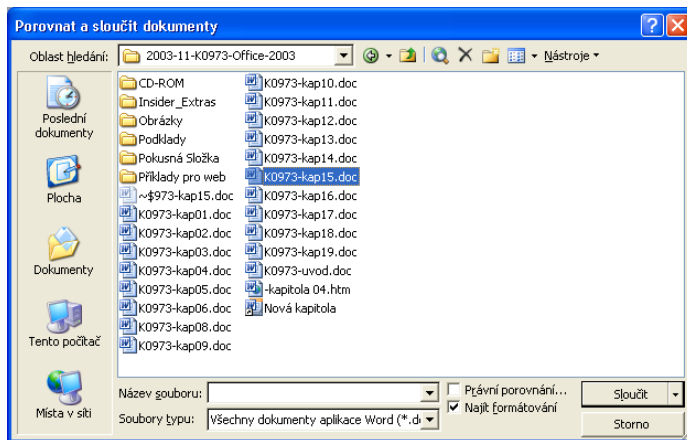 Porovnat a sloučit dokumenty
Oblast hledání: 2003-11-K0973-Office-2003 Nástroje
Poslední dokumenty
Plocha
Dokumenty
Tento počítač
Místa v síti
CD-ROM
Insider_Extras
Obrázky
Podklady
Pokusná Složka
Příklady pro web
~$973-kap15.doc
K0973-kap01.doc
K0973-kap02.doc
K0973-kap03.doc
K0973-kap04.doc
K0973-kap05.doc
K0973-kap06.doc
K0973-kap08.doc
K0973-kap09.doc
K0973-kap10.doc
K0973-kap11.doc
K0973-kap12.doc
K0973-kap13.doc
K0973-kap14.doc
K0973-kap15.doc
K0973-kap16.doc
K0973-kap17.doc
K0973-kap18.doc
K0973-kap19.doc
K0973-uvod.doc
-kapitola 04.htm
Nová kapitola
Název souboru:
Soubory typu: Všechny dokumenty aplikace Word (*.d
Právní porovnání...
Najít formátování
Sloučit
Storno